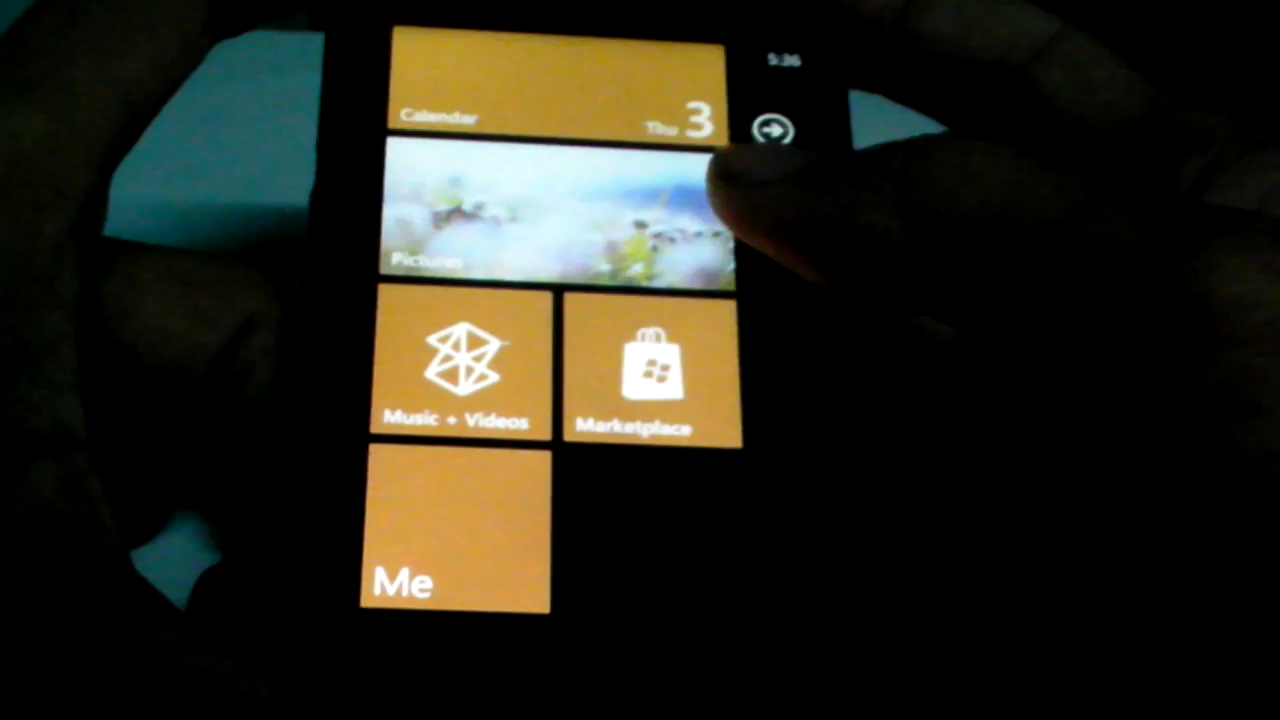 5:36
Calendar
Thu 3
Pictures
Music + Videos
Marketplace
Me